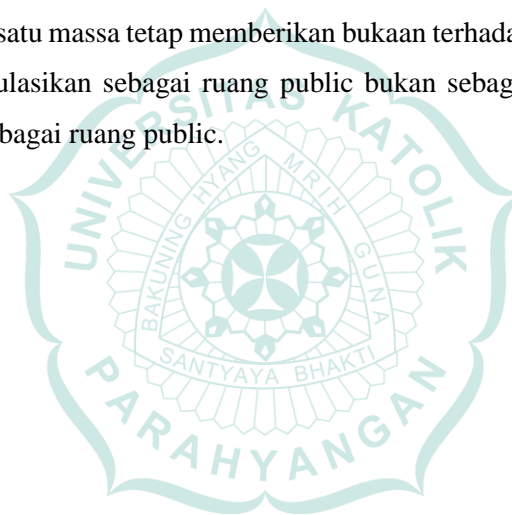 satu massa tetap memberikan bukaan terhada
ulasikan sebagai ruang public bukan sebag
bagai ruang public.
UNIVERSITAS KATOLIK
PARAHYANGAN
BAKUNING HYANG MRIH GUNA
SANTYAYA BHAKTI